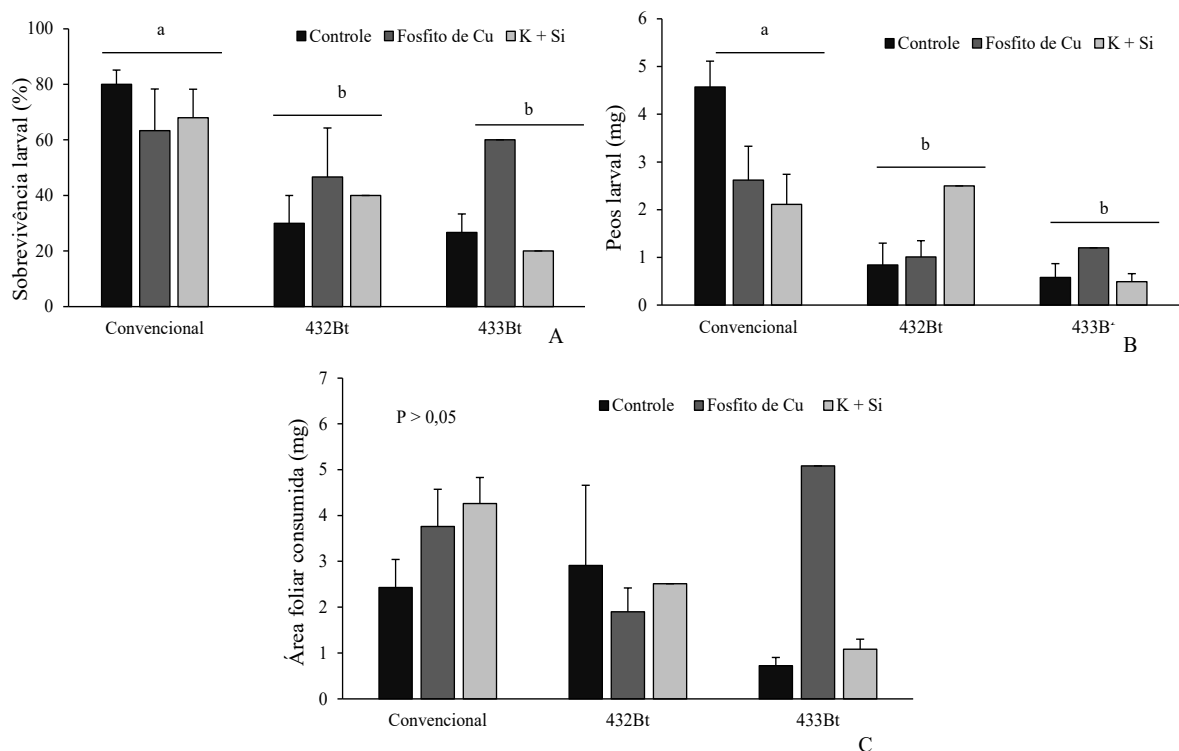 100
80
60
40
20
0
Sobrevivência larval (%)
a
b
b
Controle Fosfito de Cu K + Si
Convencional 432Bt 433Bt
A
6
5
4
3
2
1
0
Peos larval (mg)
a
b
b
Controle Fosfito de Cu K + Si
Convencional 432Bt
B
7
6
5
4
3
2
1
0
Área foliar consumida (mg)
P > 0,05
Controle Fosfito de Cu K + Si
Convencional 432Bt 433Bt
C